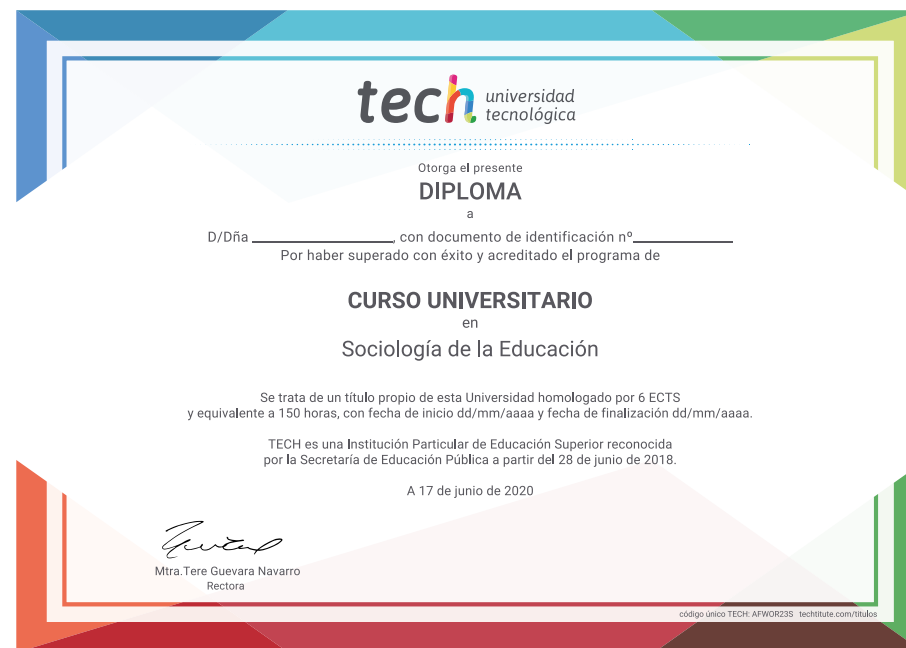 tech universidad
tecnológica
Otorga el presente
DIPLOMA
a
D/Dña ____________________, con documento de identificación nº______________
Por haber superado con éxito y acreditado el programa de
CURSO UNIVERSITARIO
en
Sociología de la Educación
Se trata de un título propio de esta Universidad homologado por 6 ECTS
y equivalente a 150 horas, con fecha de inicio dd/mm/aaaa y fecha de finalización dd/mm/aaaa.
TECH es una Institución Particular de Educación Superior reconocida
por la Secretaría de Educación Pública a partir del 28 de junio de 2018.
A 17 de junio de 2020
Mtra.Tere Guevara Navarro
Rectora
código único TECH: AFWOR23S techtitute.com/titulos